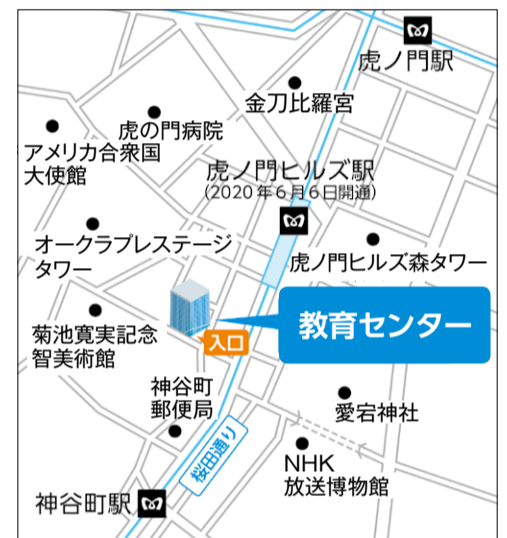 虎ノ門駅
金刀比羅宮
虎の門病院
アメリカ合衆国
大使館
虎ノ門ヒルズ駅
(2020年6月6日開通)
オークラプレステージ
タワー
虎ノ門ヒルズ森タワー
教育センター
入口
菊池寛実記念
智美術館
神谷町
郵便局
愛宕神社
桜田通り
NHK
放送博物館
神谷町駅